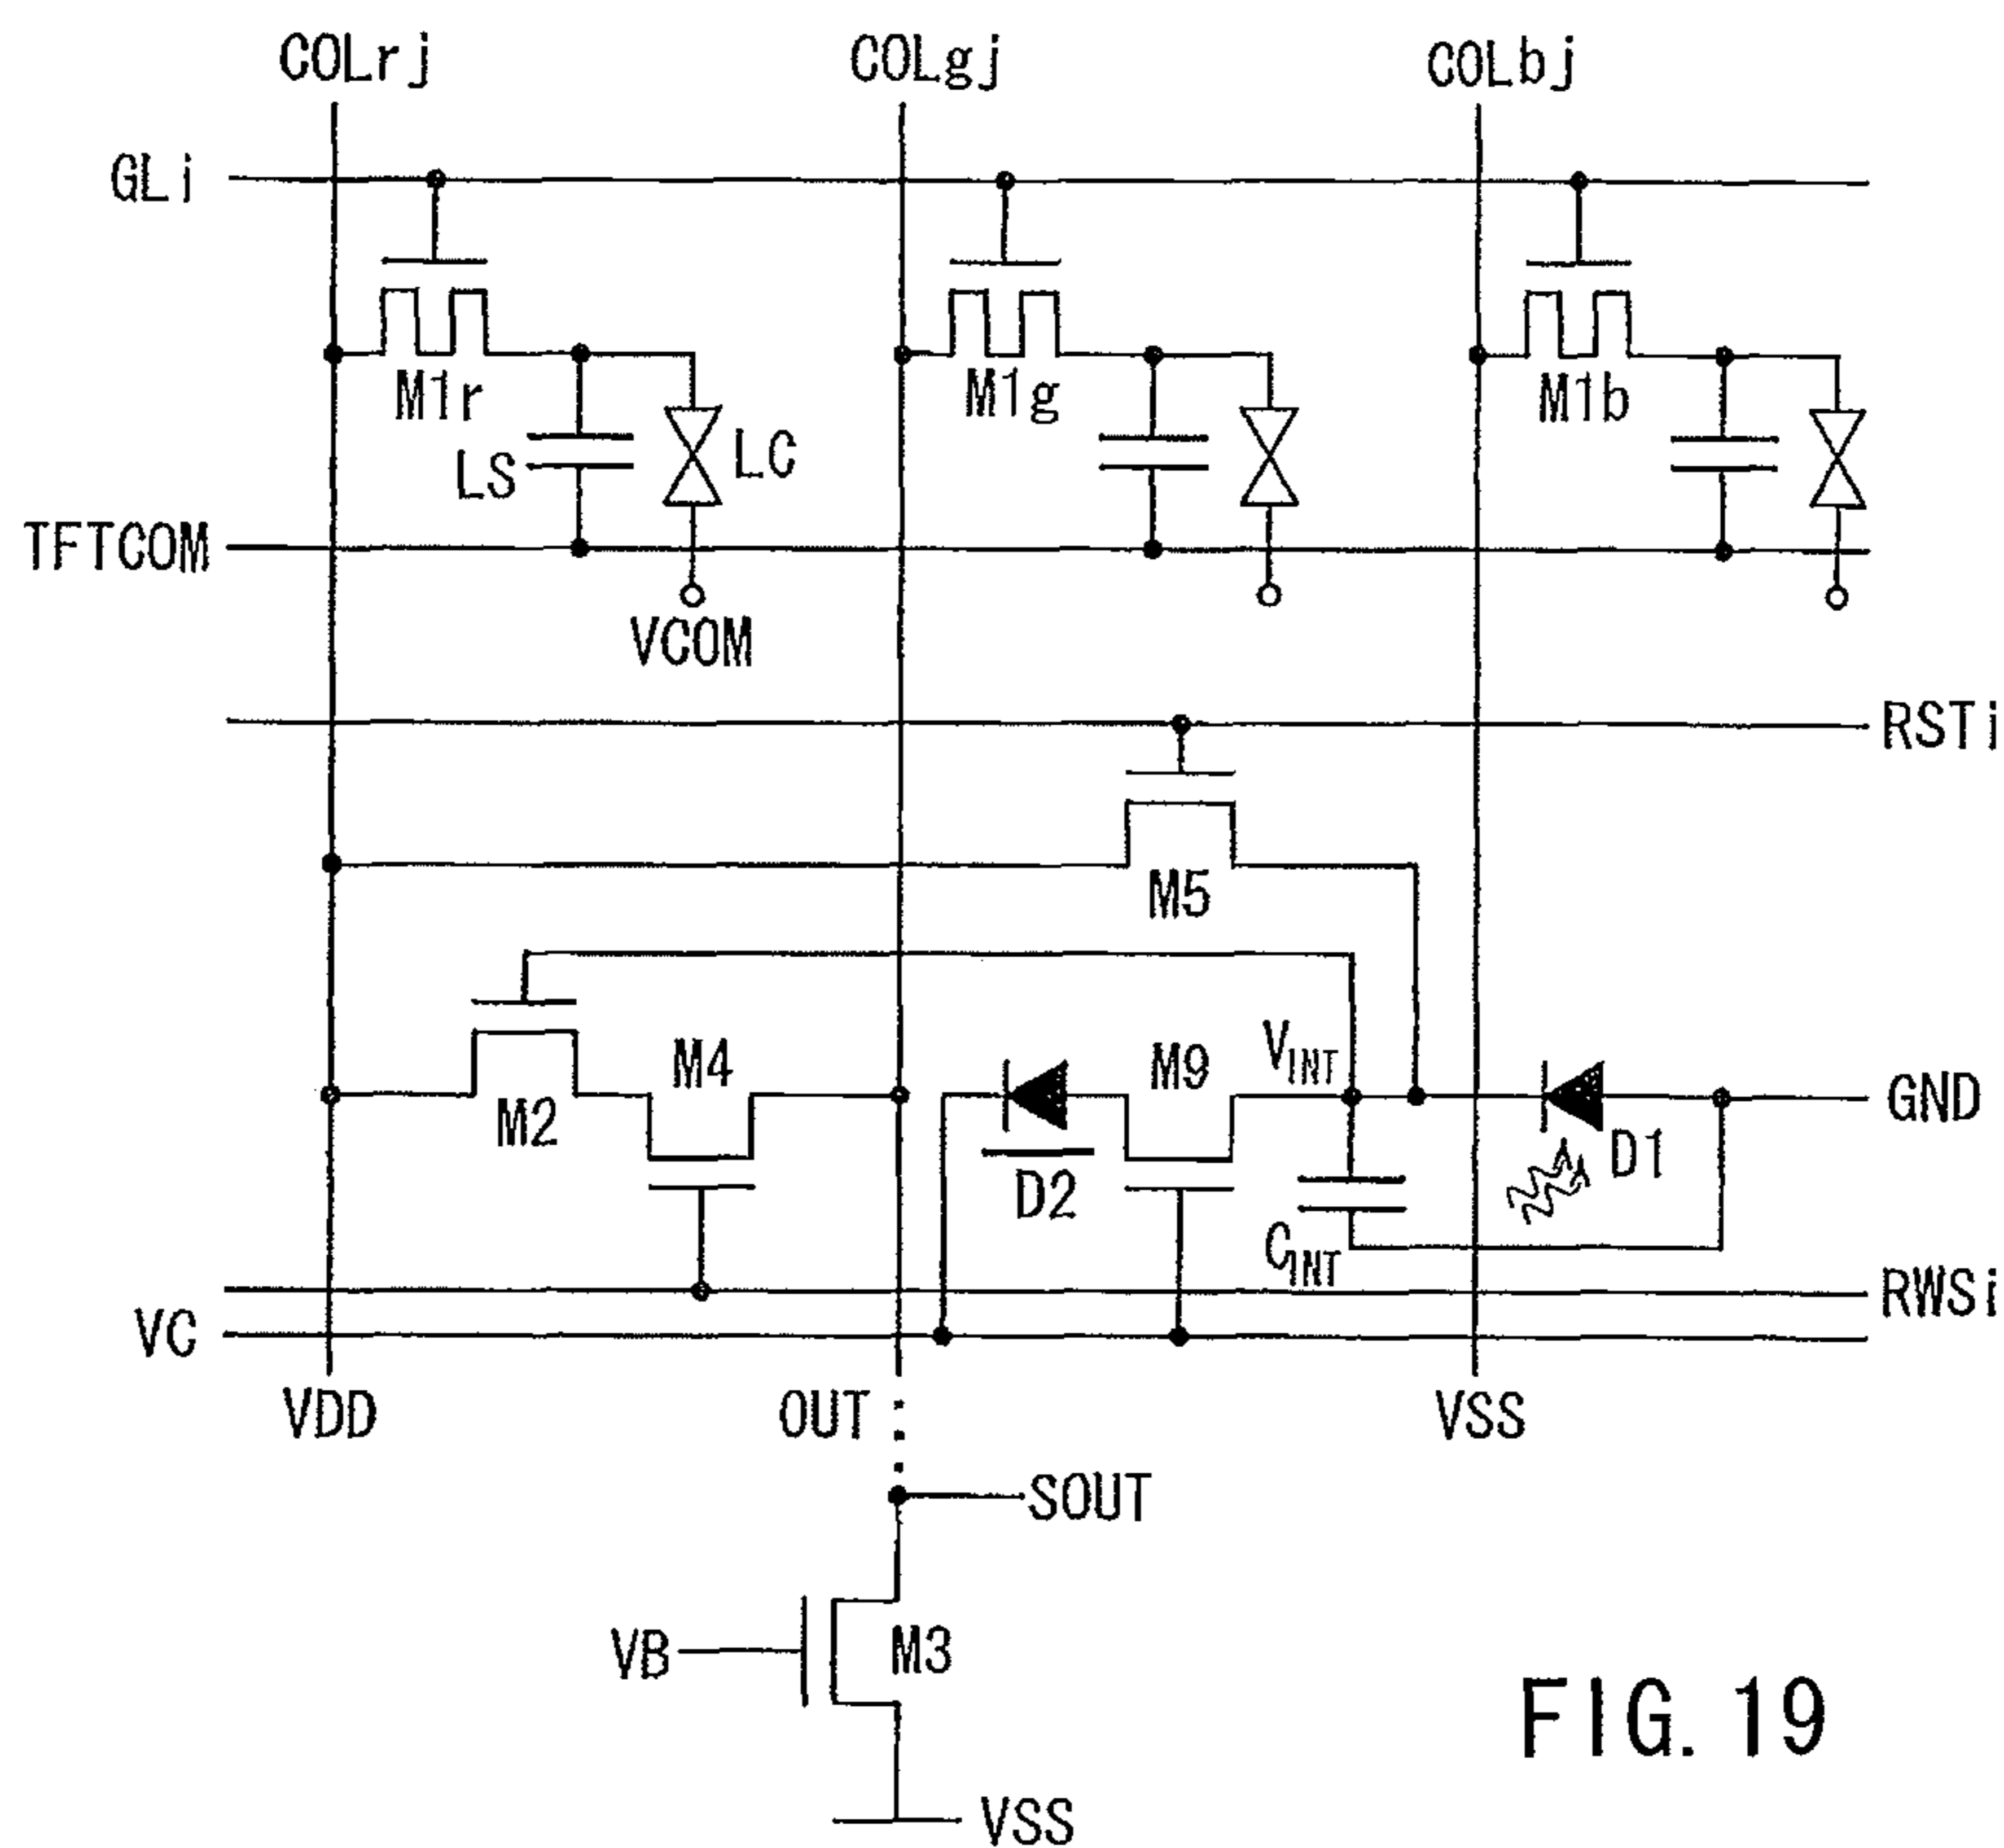 COLrj COLgj COLbj
GLi
M1r M1g M1b
LS LC
TFTCOM
VCOM
RSTi
M5
M2 M4 M9 VINT
GND
D2 D1
CINT
RWSi
VC
VDD OUT VSS
SOUT
VB M3
VSS
FIG. 19